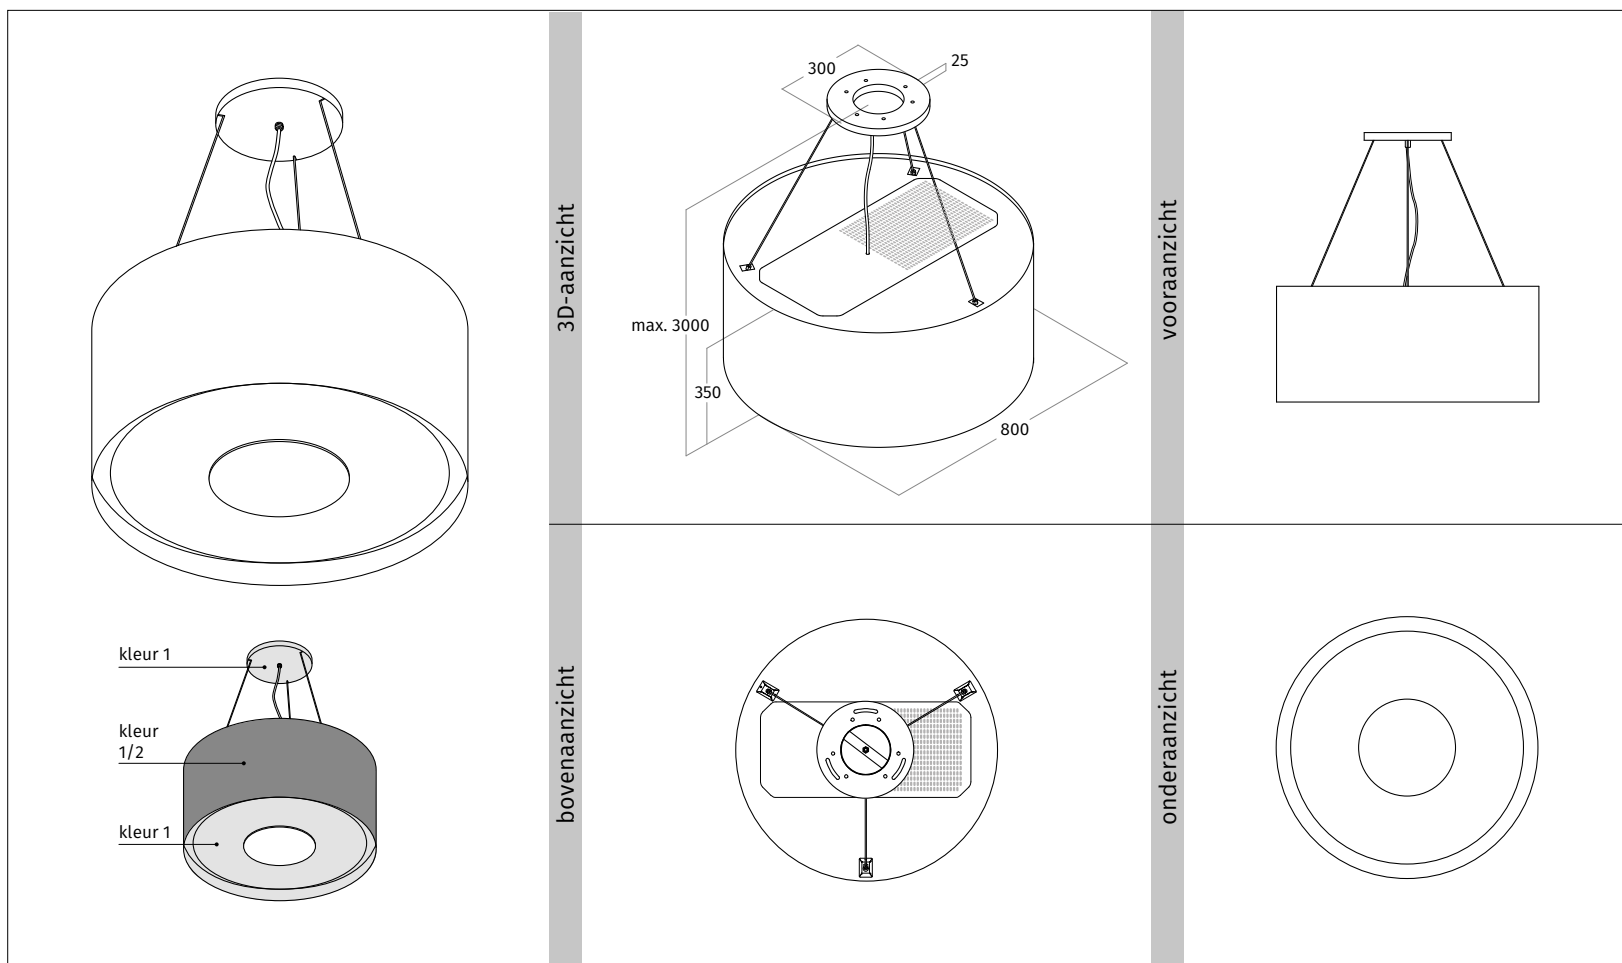 kleur 1
kleur
1/2
kleur 1
3D-aanzicht
300
25
max. 3000
350
800
vooraanzicht
bovenaanzicht
onderaanzicht